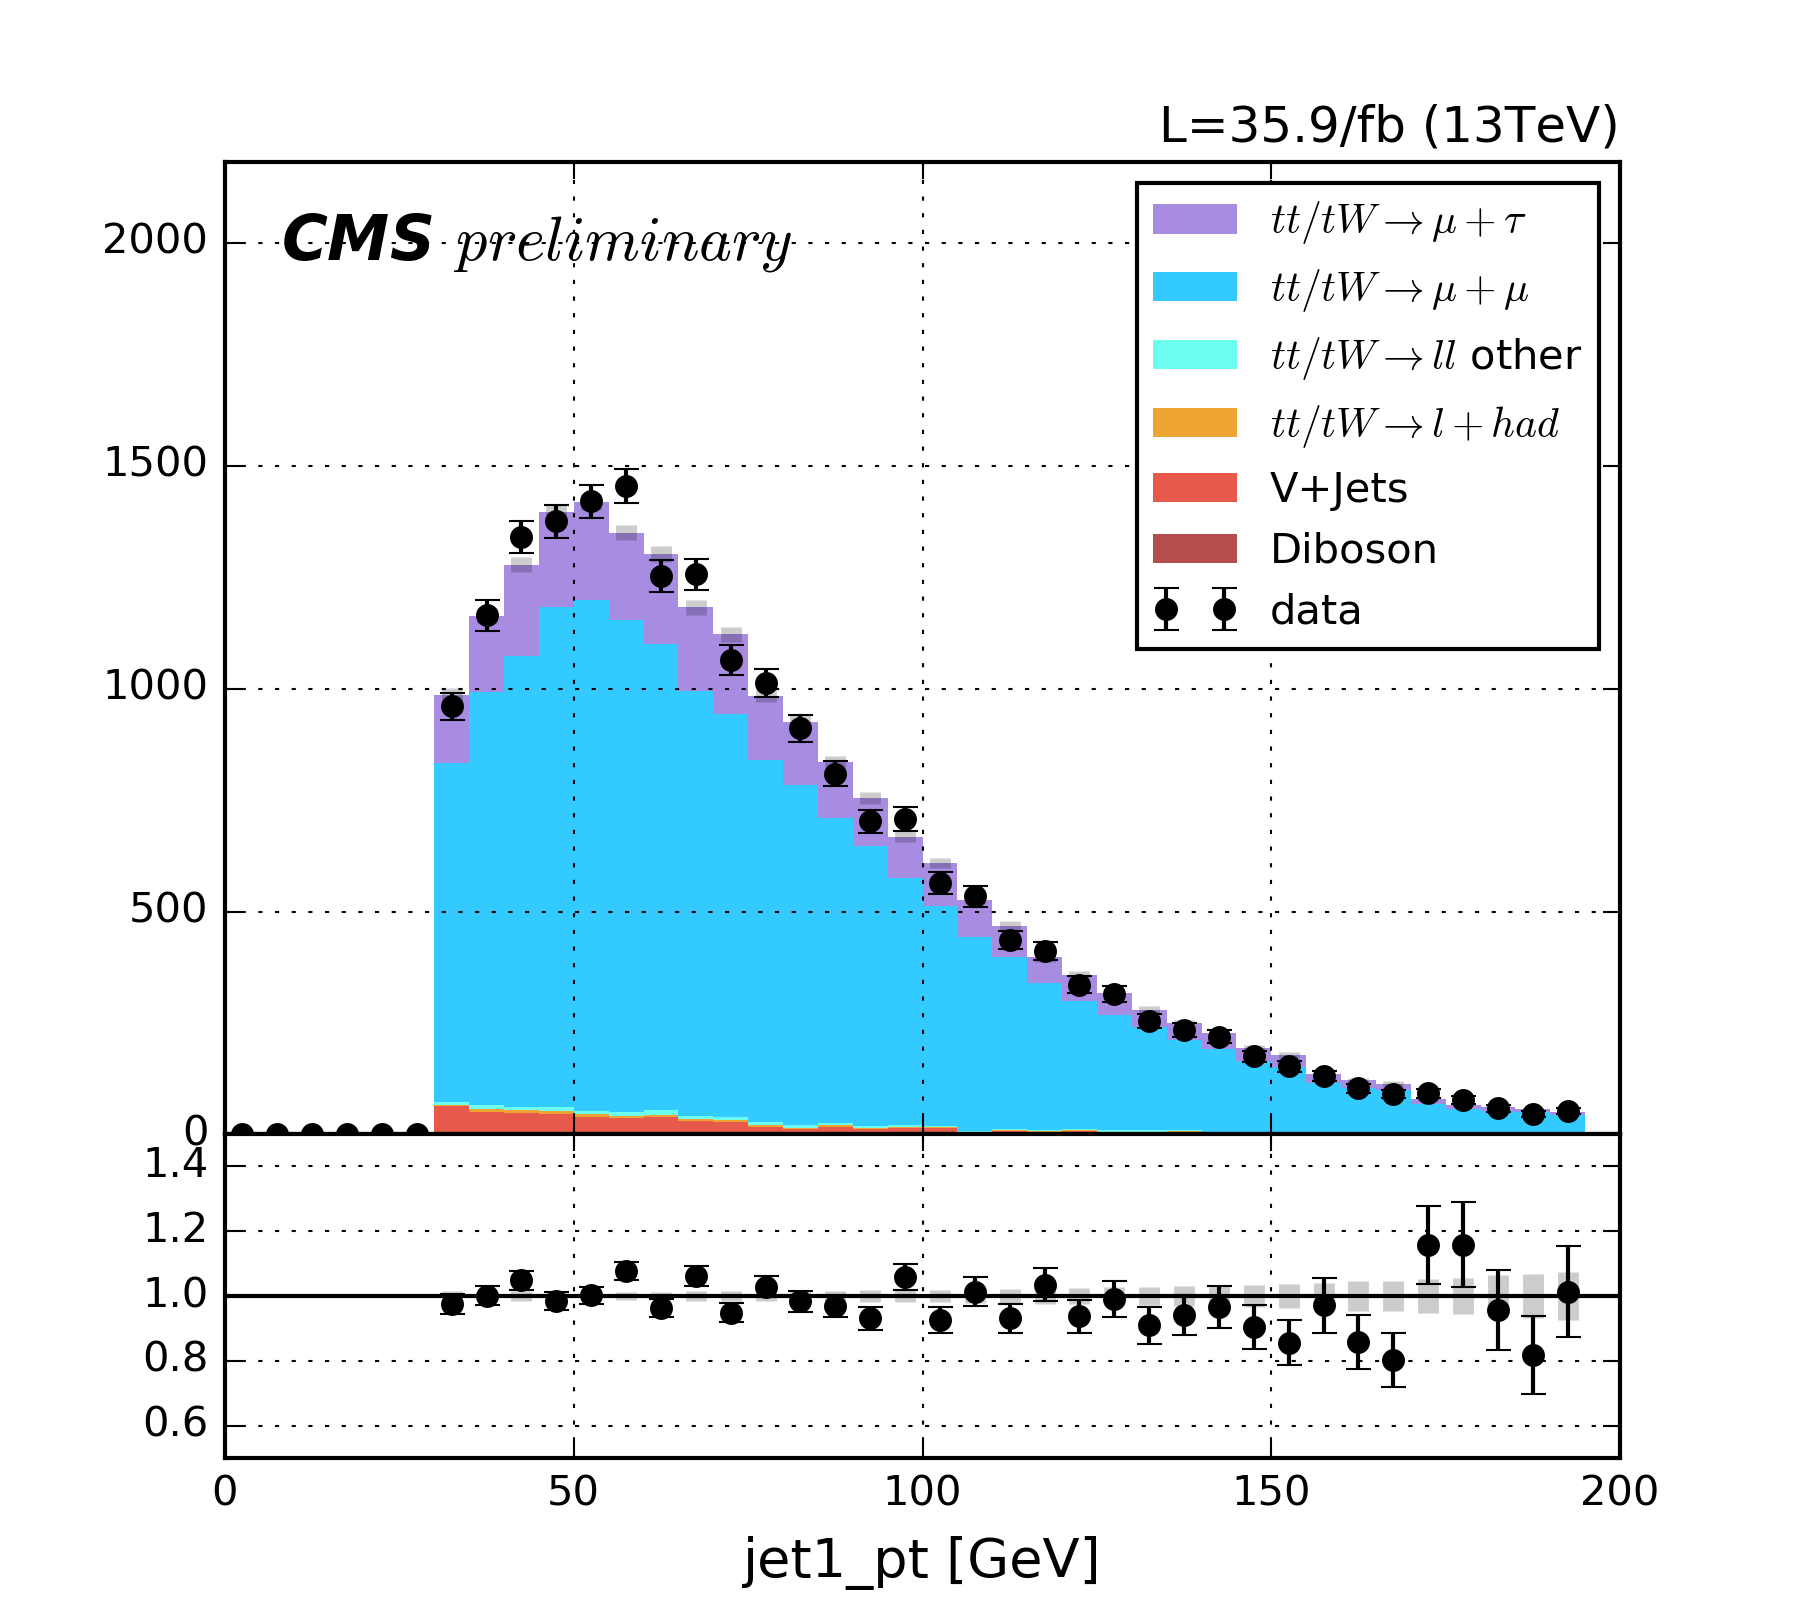 L=35.9/fb (13TeV)
CMS preliminary
tt/tW→μ+τ
tt/tW→μ+μ
tt/tW→ll other
tt/tW→l+had
V+Jets
Diboson
data
2000
1500
1000
500
0
1.4
1.2
1.0
0.8
0.6
0 50 100 150 200
jet1_pt [GeV]